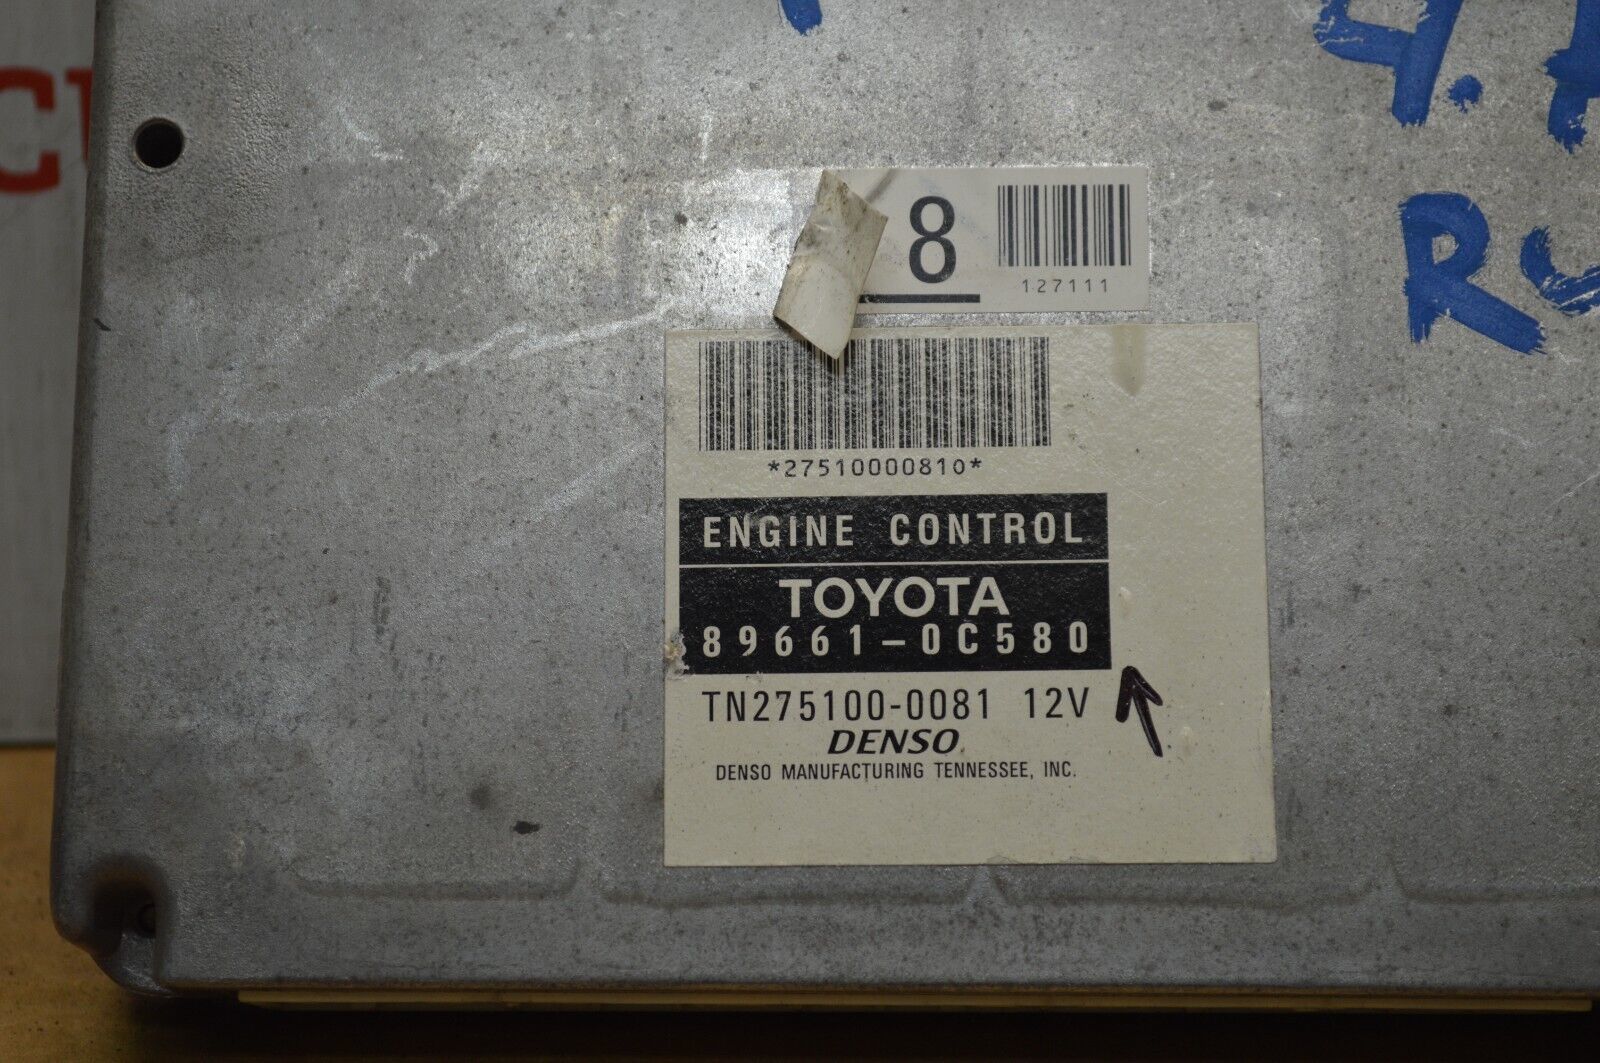 8
127111
*27510000810*
ENGINE CONTROL
TOYOTA
89661-0C580
TN275100-0081 12V
DENSO
DENSO MANUFACTURING TENNESSEE, INC.